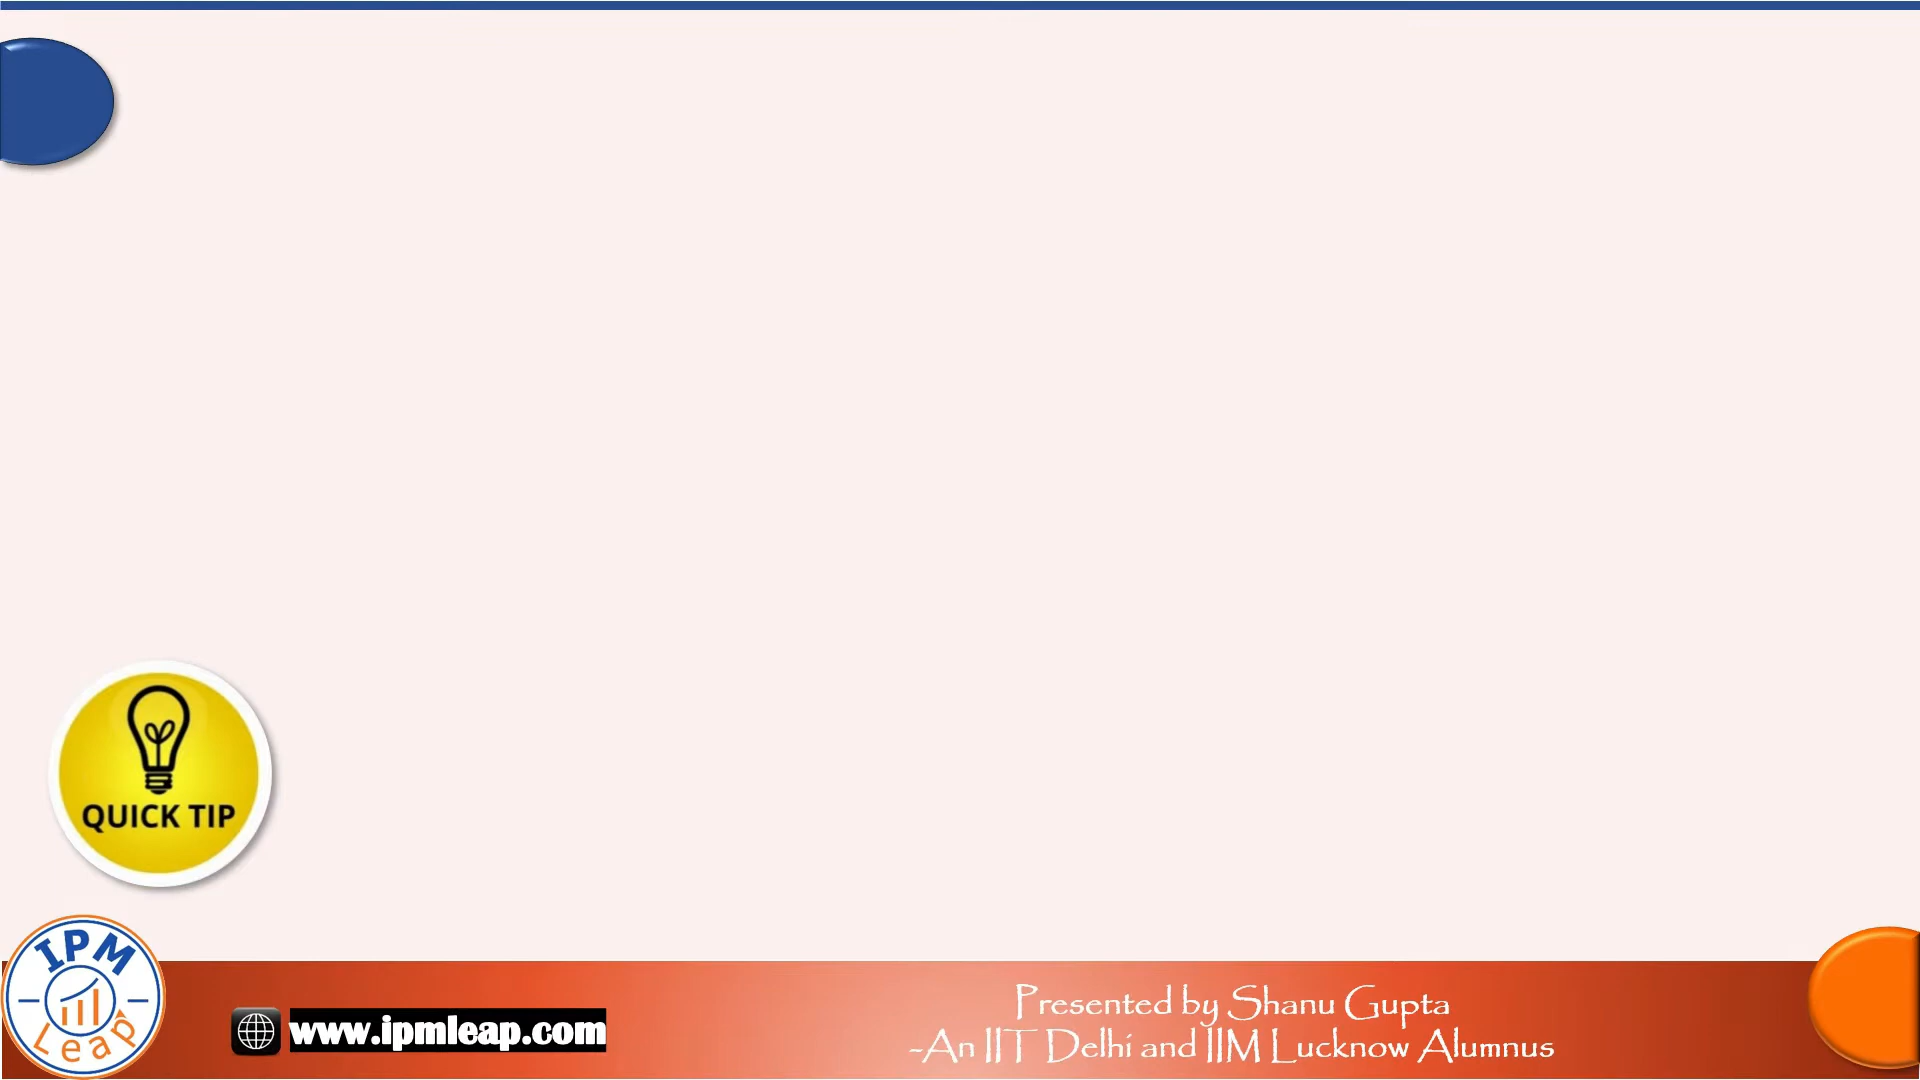 QUICK TIP
IPM
Leap
www.ipmleap.com
Presented by Shanu Gupta
-An IIT Delhi and IIM Lucknow Alumnus